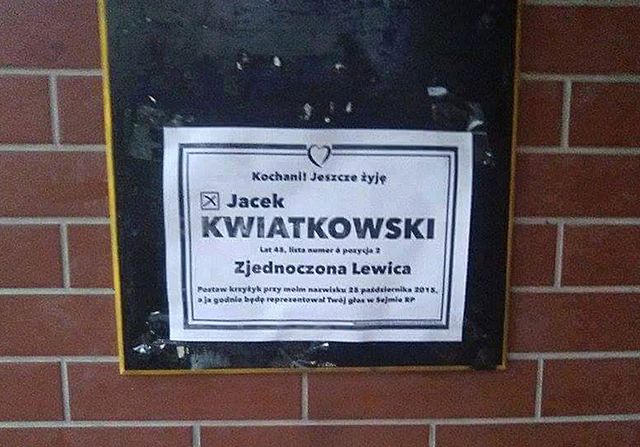 Kochani! Jeszcze żyję
Jacek
KWIATKOWSKI
Lat 48, lista numer 6 pozycja 2
Zjednoczona Lewica
Postaw krzyżyk przy moim nazwisku 25 października 2015,
a ja godnie będę reprezentował Twój głos w Sejmie RP